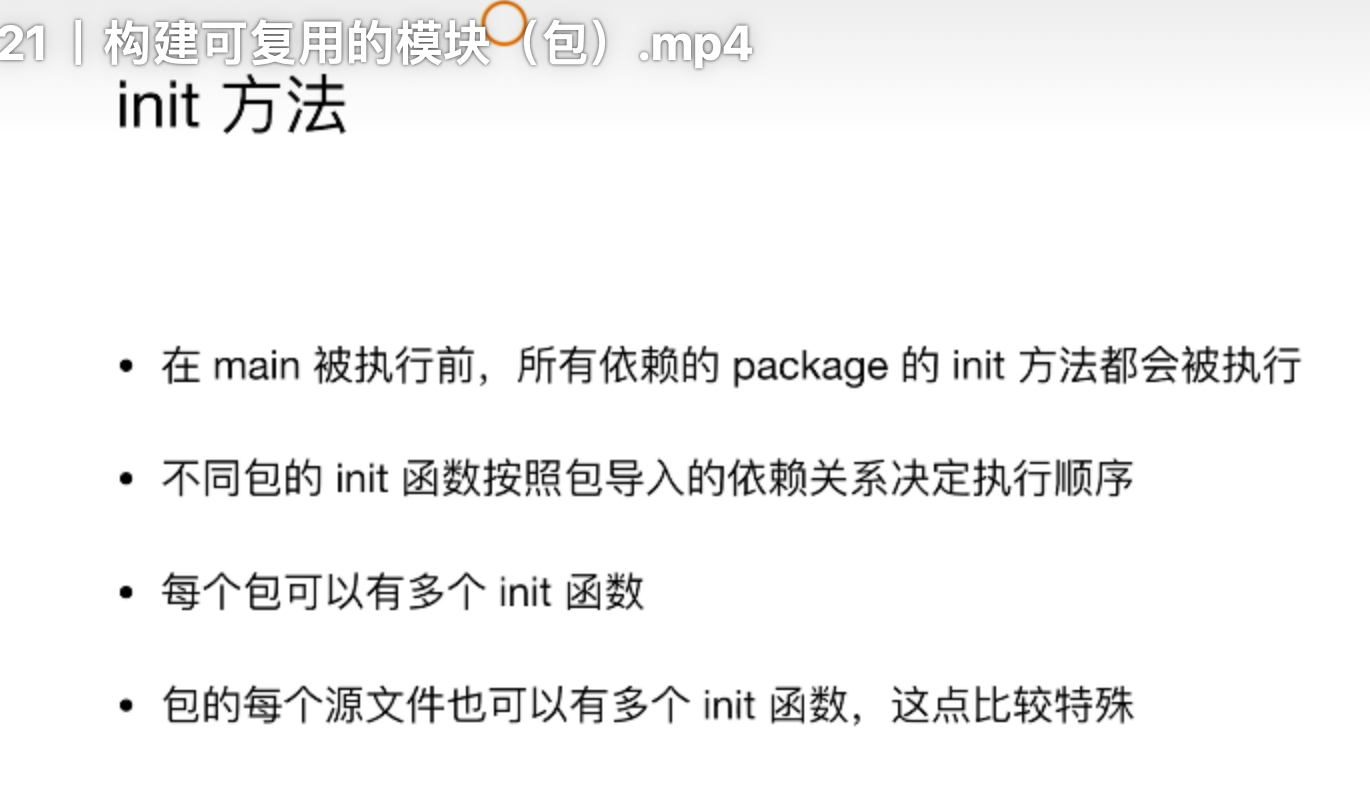 21丨构建可复用的模块（包）.mp4
init 方法
• 在 main 被执行前，所有依赖的 package 的 init 方法都会被执行
• 不同包的 init 函数按照包导入的依赖关系决定执行顺序
• 每个包可以有多个 init 函数
• 包的每个源文件也可以有多个 init 函数，这点比较特殊